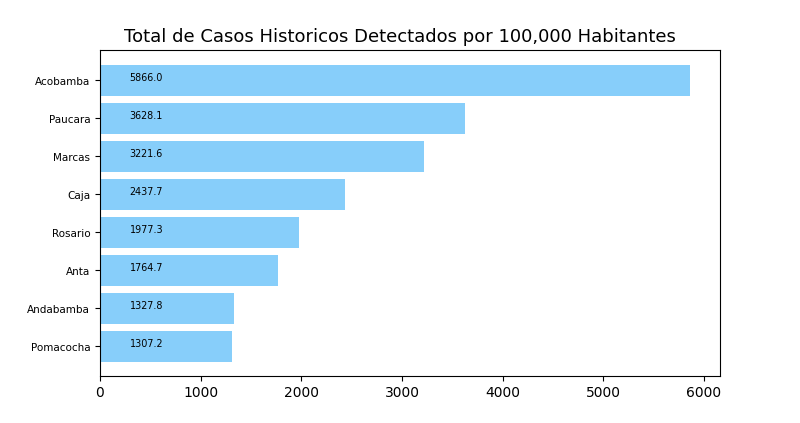 Total de Casos Historicos Detectados por 100,000 Habitantes
Acobamba 5866.0
Paucara 3628.1
Marcas 3221.6
Caja 2437.7
Rosario 1977.3
Anta 1764.7
Andabamba 1327.8
Pomacocha 1307.2
0 1000 2000 3000 4000 5000 6000